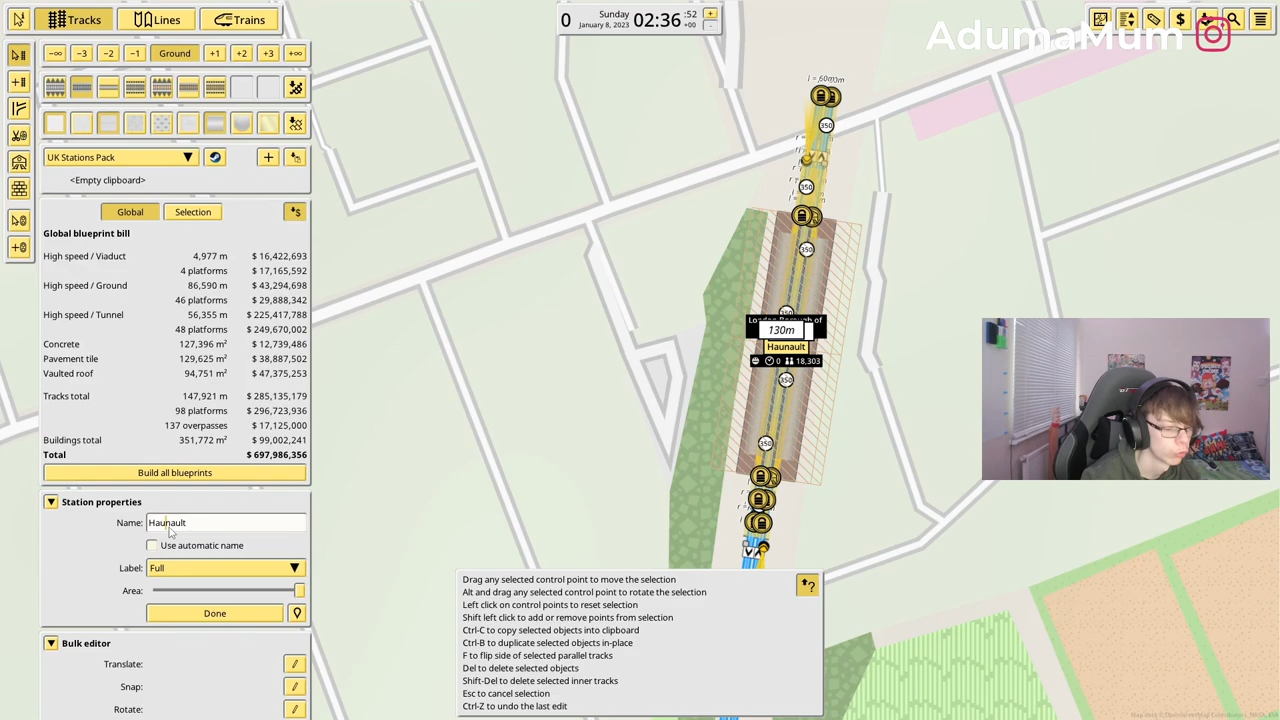 Tracks
Lines
Trains
0
Sunday
January 8, 2023
02:36
:52
+00
+
-
$
AdumaMum
-∞
-3
-2
-1
Ground
+1
+2
+3
+∞
UK Stations Pack
<Empty clipboard>
Global
Selection
Global blueprint bill
High speed / Viaduct 4,977 m $ 16,422,693
4 platforms $ 17,165,592
High speed / Ground 86,590 m $ 43,294,698
46 platforms $ 29,888,342
High speed / Tunnel 56,355 m $ 225,417,788
48 platforms $ 249,670,002
Concrete 127,396 m² $ 12,739,486
Pavement tile 129,625 m² $ 38,887,502
Vaulted roof 94,751 m² $ 47,375,253
Tracks total 147,921 m $ 285,135,179
98 platforms $ 296,723,936
137 overpasses $ 17,125,000
Buildings total 351,772 m² $ 99,002,241
Total $ 697,986,356
Build all blueprints
Station properties
Name: Haunault
Use automatic name
Label: Full
Area:
Done
Bulk editor
Translate:
Snap:
Rotate:
350
350
350
London Borough of
130m
Haunault
0 18,303
350
350
Drag any selected control point to move the selection
Alt and drag any selected control point to rotate the selection
Left click on control points to reset selection
Shift left click to add or remove points from selection
Ctrl-C to copy selected objects into clipboard
Ctrl-B to duplicate selected objects in-place
F to flip side of selected parallel tracks
Del to delete selected objects
Shift-Del to delete selected inner tracks
Esc to cancel selection
Ctrl-Z to undo the last edit